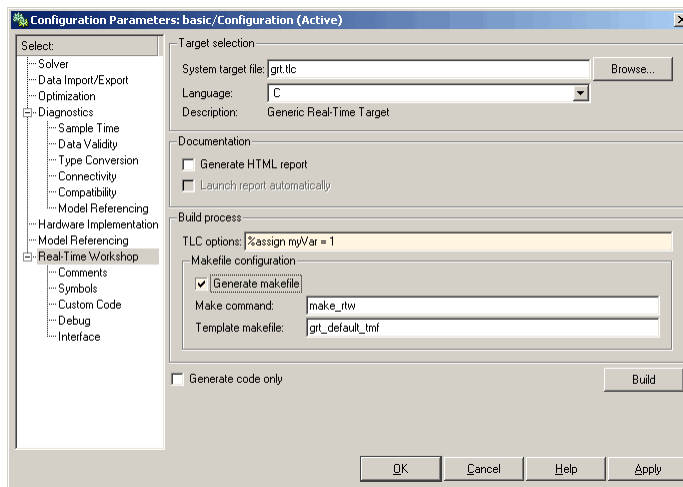 Configuration Parameters: basic/Configuration (Active)
Select:
Solver
Data Import/Export
Optimization
Diagnostics
Sample Time
Data Validity
Type Conversion
Connectivity
Compatibility
Model Referencing
Hardware Implementation
Model Referencing
Real-Time Workshop
Comments
Symbols
Custom Code
Debug
Interface
Target selection
System target file: grt.tlc Browse...
Language: C
Description: Generic Real-Time Target
Documentation
Generate HTML report
Launch report automatically
Build process
TLC options: %assign myVar = 1
Makefile configuration
Generate makefile
Make command: make_rtw
Template makefile: grt_default_tmf
Generate code only Build
OK Cancel Help Apply